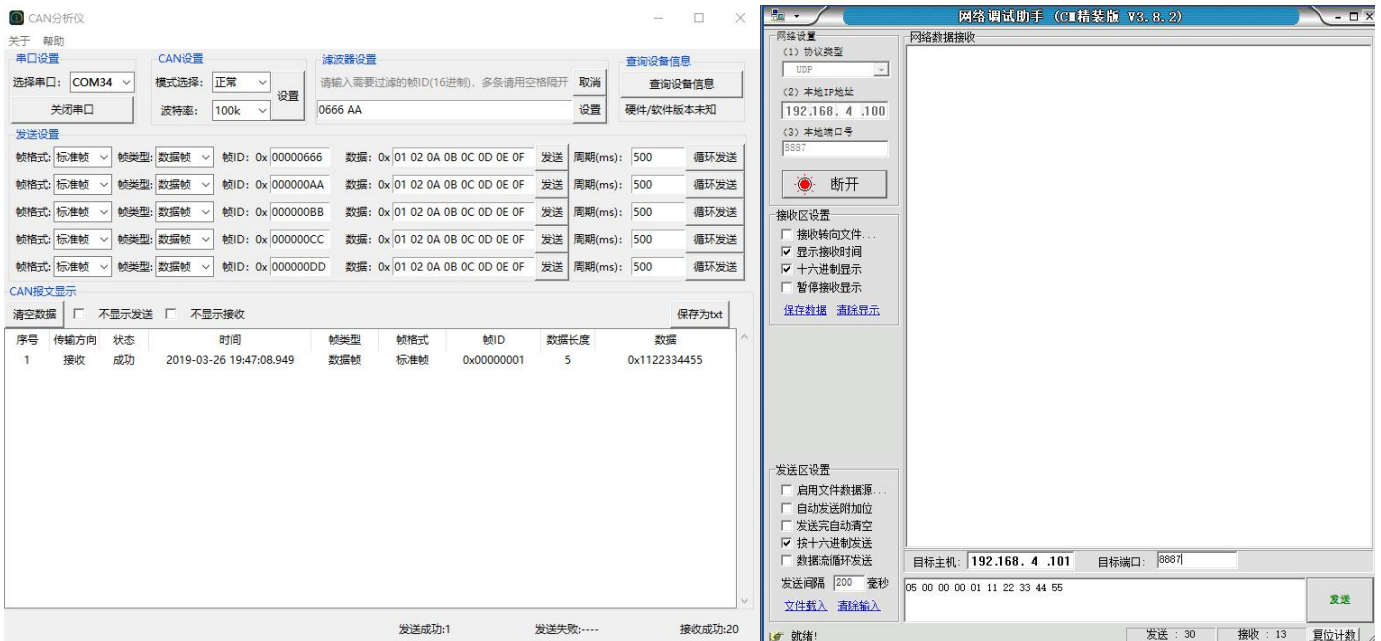 CAN分析仪
关于 帮助
串口设置
选择串口: COM34
关闭串口
CAN设置
模式选择: 正常
波特率: 100k
设置
滤波器设置
请输入需要过滤的帧ID(16进制),多条请用空格隔开 取消
0666 AA 设置
查询设备信息
查询设备信息
硬件/软件版本未知
发送设置
帧格式: 标准帧 帧类型: 数据帧 帧ID: 0x 00000666 数据: 0x 01 02 0A 0B 0C 0D 0E 0F 发送 周期(ms): 500 循环发送
帧格式: 标准帧 帧类型: 数据帧 帧ID: 0x 000000AA 数据: 0x 01 02 0A 0B 0C 0D 0E 0F 发送 周期(ms): 500 循环发送
帧格式: 标准帧 帧类型: 数据帧 帧ID: 0x 000000BB 数据: 0x 01 02 0A 0B 0C 0D 0E 0F 发送 周期(ms): 500 循环发送
帧格式: 标准帧 帧类型: 数据帧 帧ID: 0x 000000CC 数据: 0x 01 02 0A 0B 0C 0D 0E 0F 发送 周期(ms): 500 循环发送
帧格式: 标准帧 帧类型: 数据帧 帧ID: 0x 000000DD 数据: 0x 01 02 0A 0B 0C 0D 0E 0F 发送 周期(ms): 500 循环发送
CAN报文显示
清空数据 不显示发送 不显示接收 保存为txt
序号 传输方向 状态 时间 帧类型 帧格式 帧ID 数据长度 数据
1 接收 成功 2019-03-26 19:47:08.949 数据帧 标准帧 0x00000001 5 0x1122334455
发送成功:1 发送失败:---- 接收成功:20
网络调试助手 (C■精装版 V3.8.2)
网络设置
(1) 协议类型
UDP
(2) 本地IP地址
192.168. 4 .100
(3) 本地端口号
8887
断开
接收区设置
接收转向文件...
显示接收时间
十六进制显示
暂停接收显示
保存数据 清除显示
发送区设置
启用文件数据源...
自动发送附加位
发送完自动清空
按十六进制发送
数据流循环发送
发送间隔 200 毫秒
文件载入 清除输入
网络数据接收
目标主机: 192.168. 4 .101 目标端口: 8887
05 00 00 00 01 11 22 33 44 55
发送
就绪! 发送 : 30 接收 : 13 复位计数